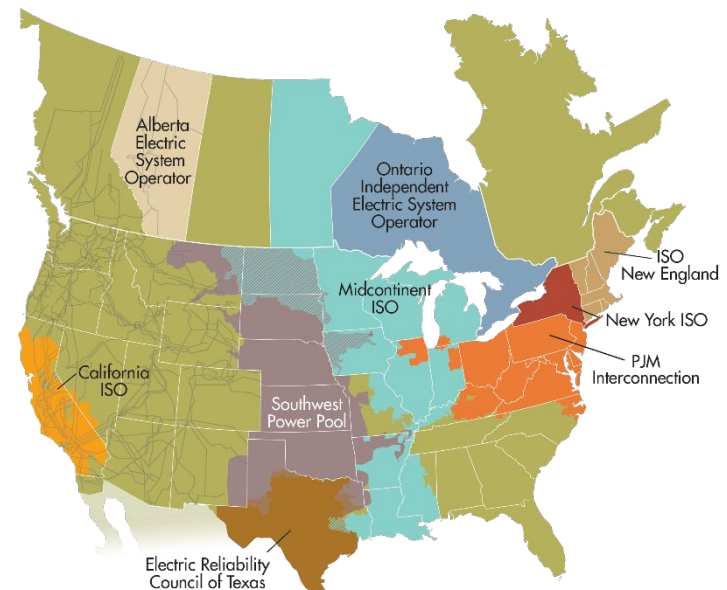 Alberta
Electric
System
Operator
Ontario
Independent
Electric System
Operator
ISO
New England
Midcontinent
ISO
New York ISO
PJM
Interconnection
California
ISO
Southwest
Power Pool
Electric Reliability
Council of Texas